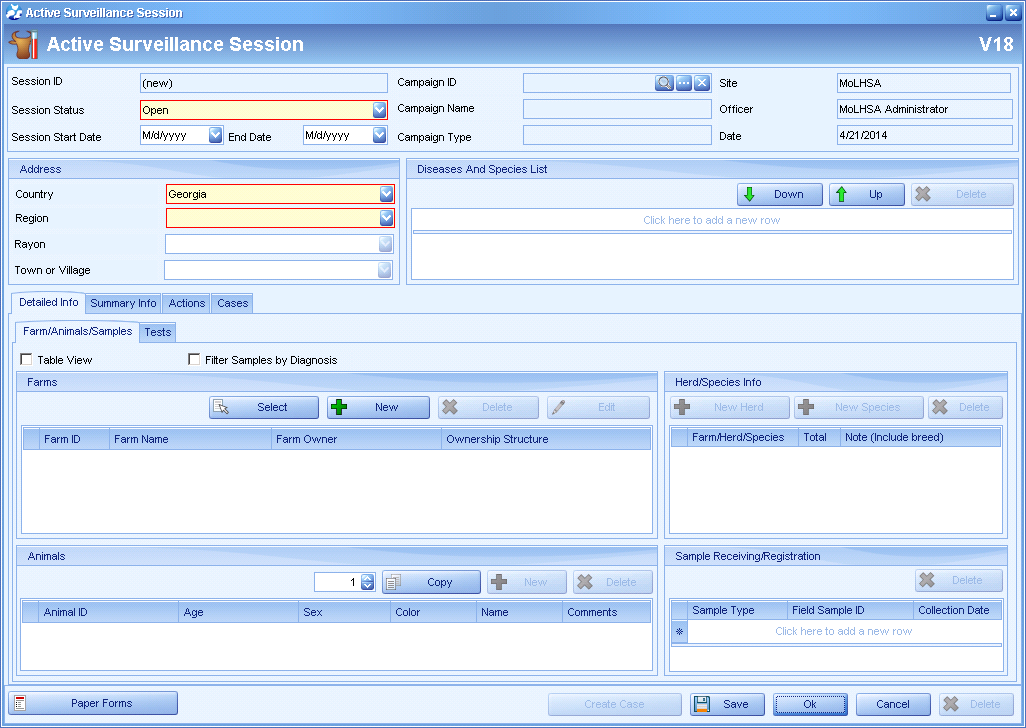 Active Surveillance Session
Active Surveillance Session V18
Session ID (new) Campaign ID Site MoLHSA
Session Status Open Campaign Name Officer MoLHSA Administrator
Session Start Date M/d/yyyy End Date M/d/yyyy Campaign Type Date 4/21/2014
Address
Country Georgia
Region
Rayon
Town or Village
Diseases And Species List
Down Up Delete
Click here to add a new row
Detailed Info Summary Info Actions Cases
Farm/Animals/Samples Tests
Table View Filter Samples by Diagnosis
Farms
Select New Delete Edit
Farm ID Farm Name Farm Owner Ownership Structure
Herd/Species Info
New Herd New Species Delete
Farm/Herd/Species Total Note (Include breed)
Animals
1 Copy New Delete
Animal ID Age Sex Color Name Comments
Sample Receiving/Registration
Delete
Sample Type Field Sample ID Collection Date
Click here to add a new row
Paper Forms Create Case Save Ok Cancel Delete